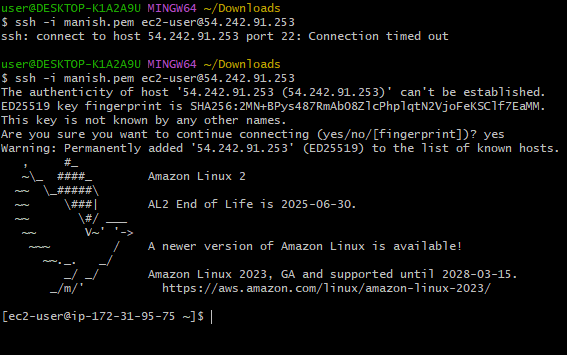 user@DESKTOP-K1A2A9U MINGW64 ~/Downloads
$ ssh -i manish.pem ec2-user@54.242.91.253
ssh: connect to host 54.242.91.253 port 22: Connection timed out

user@DESKTOP-K1A2A9U MINGW64 ~/Downloads
$ ssh -i manish.pem ec2-user@54.242.91.253
The authenticity of host '54.242.91.253 (54.242.91.253)' can't be established.
ED25519 key fingerprint is SHA256:2MN+BPys487RmAbO8ZlcPhplqtN2VjoFeKSClf7EaMM.
This key is not known by any other names.
Are you sure you want to continue connecting (yes/no/[fingerprint])? yes
Warning: Permanently added '54.242.91.253' (ED25519) to the list of known hosts.
   ,     #_
   ~\_  ####_        Amazon Linux 2
  ~~  \_#####\
  ~~     \###|       AL2 End of Life is 2025-06-30.
  ~~       \#/ ___
   ~~       V~' '->
    ~~~         /    A newer version of Amazon Linux is available!
      ~~._.   _/
         _/ _/       Amazon Linux 2023, GA and supported until 2028-03-15.
       _/m/'           https://aws.amazon.com/linux/amazon-linux-2023/

[ec2-user@ip-172-31-95-75 ~]$